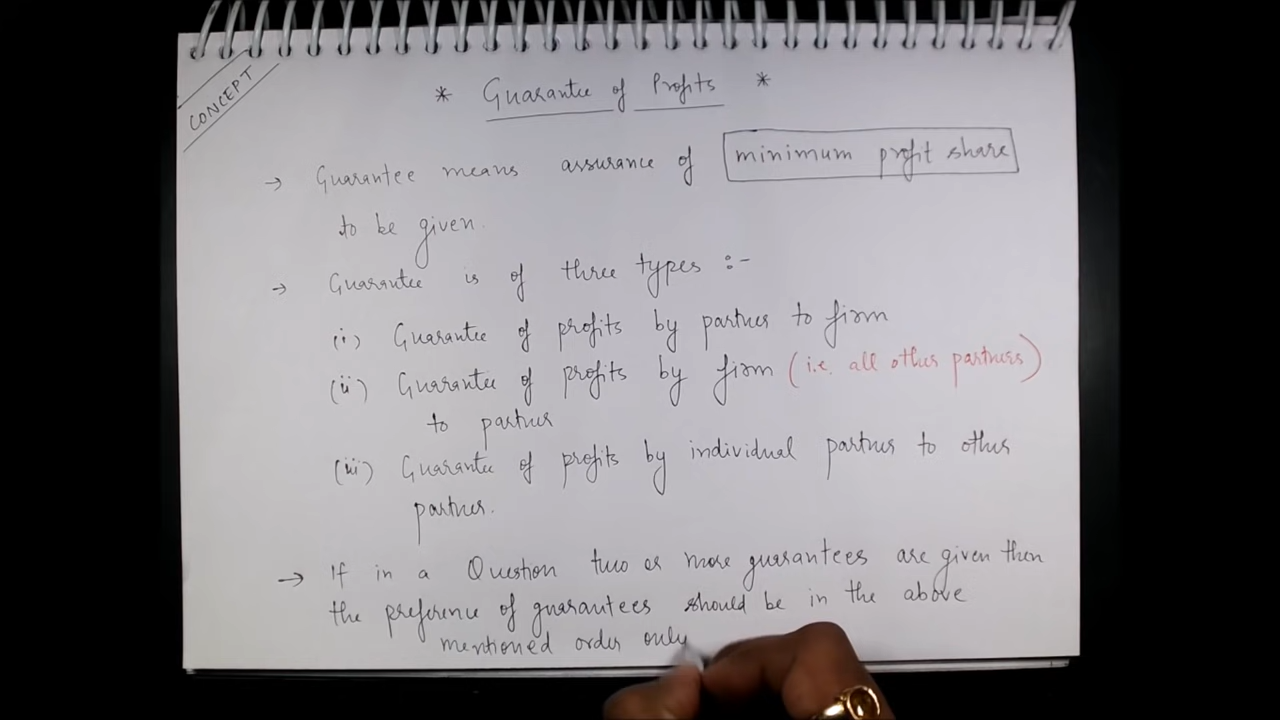 CONCEPT
* Guarantee of Profits *
→ Guarantee means assurance of minimum profit share
to be given.
→ Guarantee is of three types :-
(i) Guarantee of profits by partner to firm
(ii) Guarantee of profits by firm (i.e. all other partners)
to partner
(iii) Guarantee of profits by individual partner to other
partner.
→ If in a Question two or more guarantees are given then
the preference of guarantees should be in the above
mentioned order only